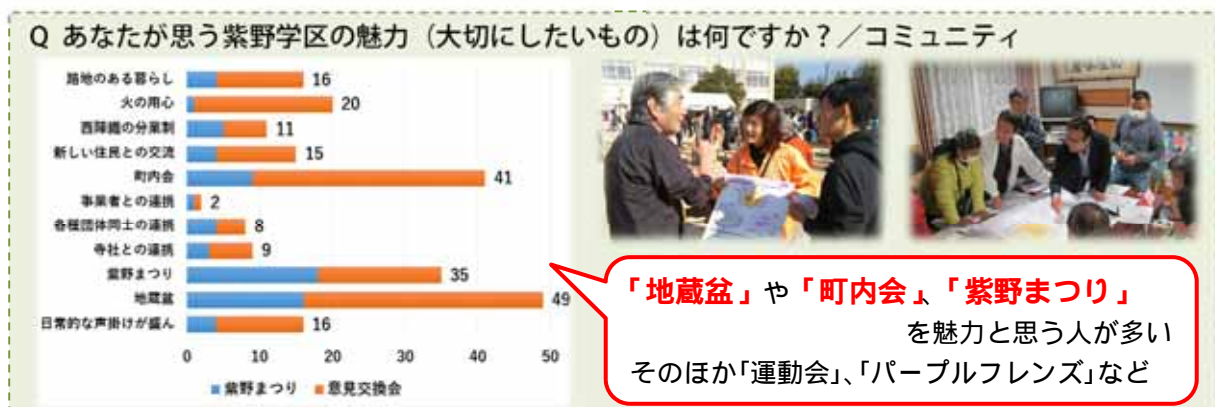 Q あなたが思う紫野学区の魅力（大切にしたいもの）は何ですか？／コミュニティ
路地のある暮らし 16
火の用心 20
西陣織の分業制 11
新しい住民との交流 15
町内会 41
事業者との連携 2
各種団体同士の連携 8
寺社との連携 9
紫野まつり 35
地蔵盆 49
日常的な声掛けが盛ん 16
0 10 20 30 40 50
紫野まつり 意見交換会
「地蔵盆」や「町内会」、「紫野まつり」
を魅力と思う人が多い
そのほか「運動会」、「パープルフレンズ」など